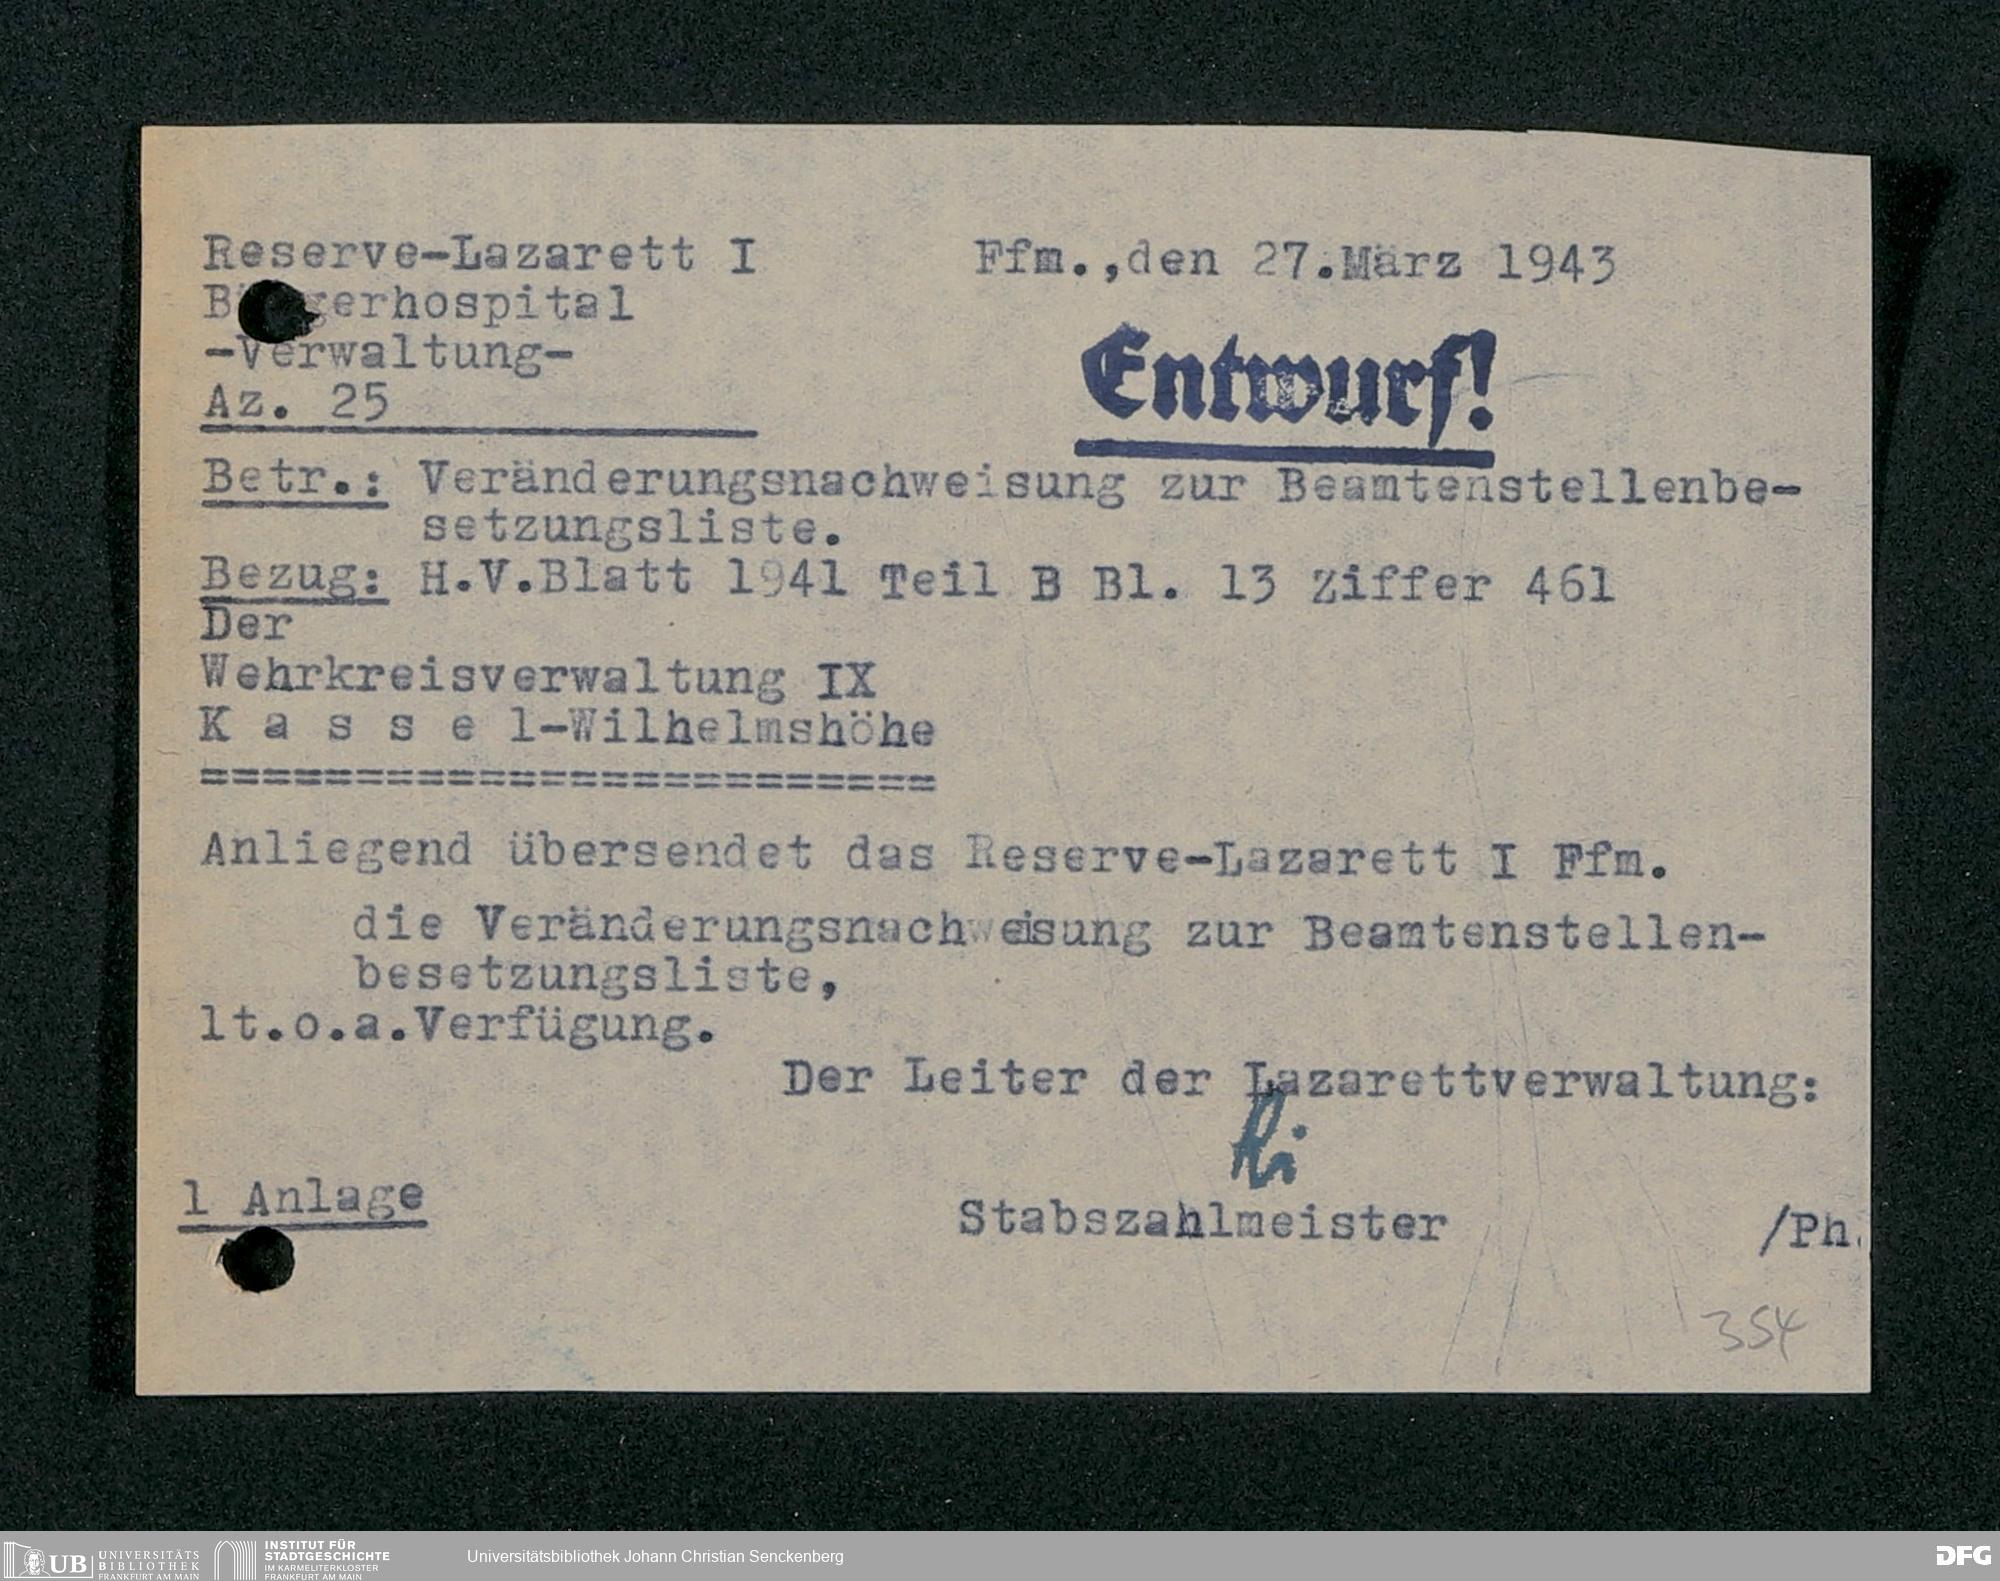 Reserve-Lazarett I
Ffm.,den 27.März 1943
Bürgerhospital
-Verwaltung-
Az. 25
Entwurf!
Betr.: Veränderungsnachweisung zur Beamtenstellenbe-
setzungsliste.
Bezug: H.V.Blatt 1941 Teil B Bl. 13 Ziffer 461
Der
Wehrkreisverwaltung IX
K a s s e l-Wilhelmshöhe
========================
Anliegend übersendet das Reserve-Lazarett I Ffm.
die Veränderungsnachweisung zur Beamtenstellen-
besetzungsliste,
lt.o.a.Verfügung.
Der Leiter der Lazarettverwaltung:
1 Anlage
Stabszahlmeister
/Ph.
354
UB UNIVERSITÄTS
BIBLIOTHEK
FRANKFURT AM MAIN
INSTITUT FÜR
STADTGESCHICHTE
IM KARMELITERKLOSTER
FRANKFURT AM MAIN
Universitätsbibliothek Johann Christian Senckenberg
DFG